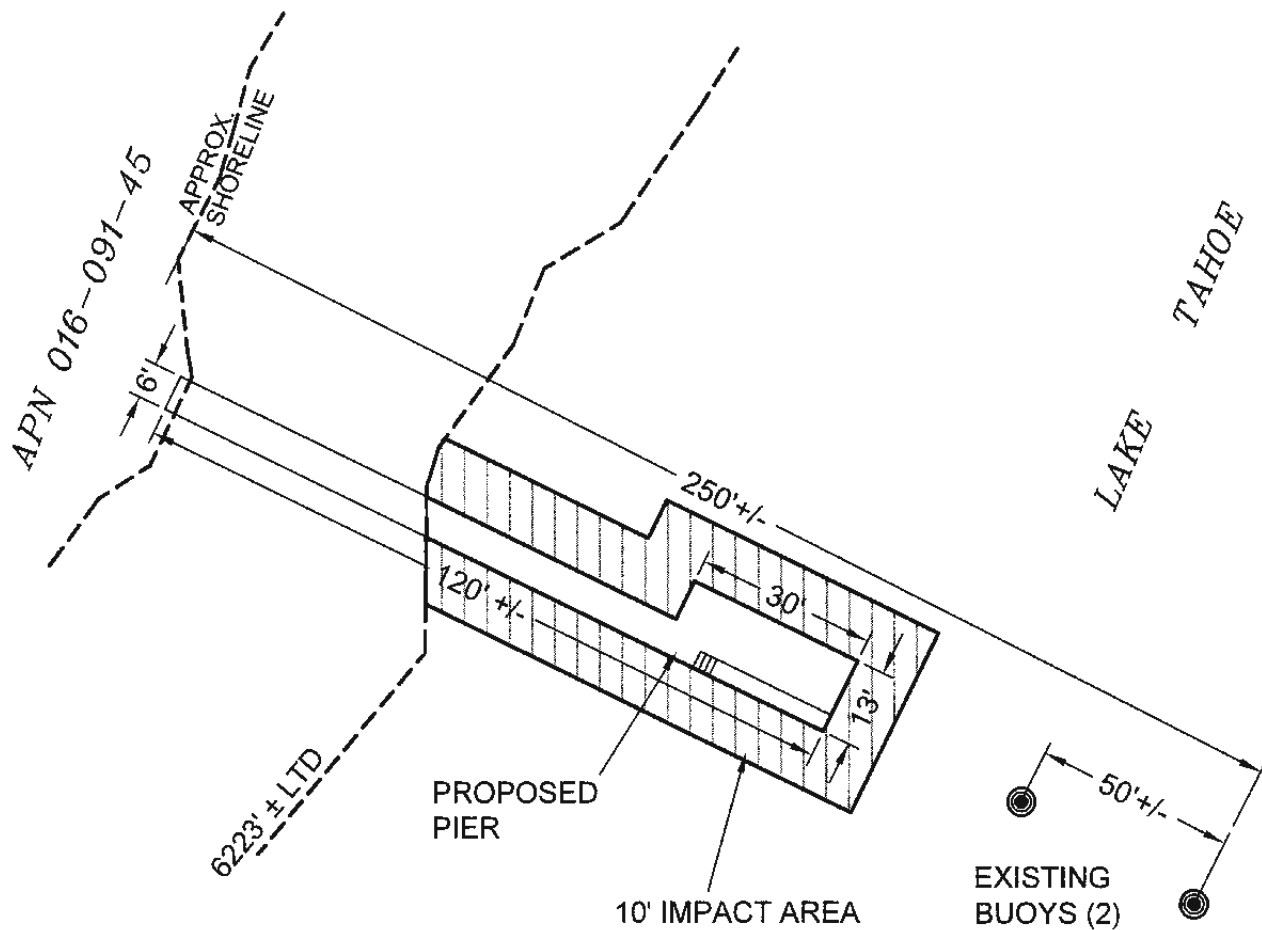 APPROX.
SHORELINE
APN 016-091-45
6'
LAKE TAHOE
250'+/-
120' +/-
30'
13'
50'+/-
6223' ± LTD
PROPOSED
PIER
10' IMPACT AREA
EXISTING
BUOYS (2)